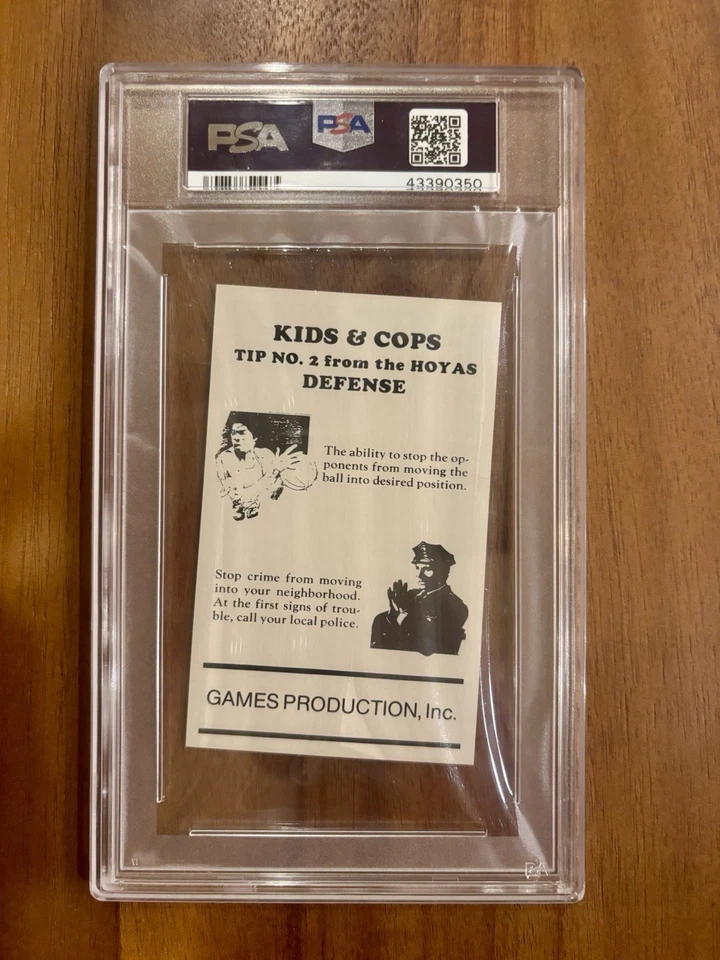 PSA
PSA
43390350
KIDS & COPS
TIP NO. 2 from the HOYAS
DEFENSE
The ability to stop the op-
ponents from moving the
ball into desired position.
Stop crime from moving
into your neighborhood.
At the first signs of trou-
ble, call your local police.
GAMES PRODUCTION, Inc.
PSA